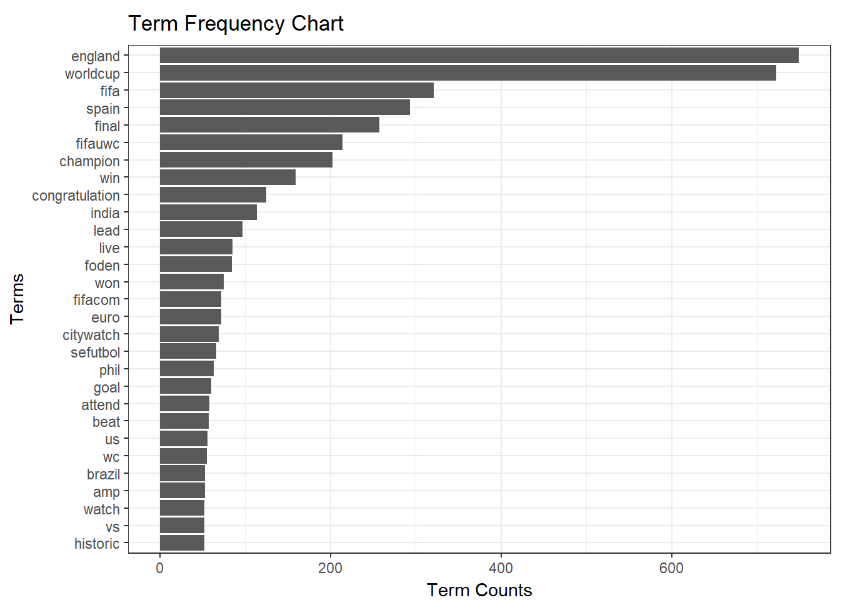 Term Frequency Chart
england
worldcup
fifa
spain
final
fifauwc
champion
win
congratulation
india
lead
live
foden
won
fifacom
euro
citywatch
sefutbol
phil
goal
attend
beat
us
wc
brazil
amp
watch
vs
historic
Terms
0 200 400 600
Term Counts